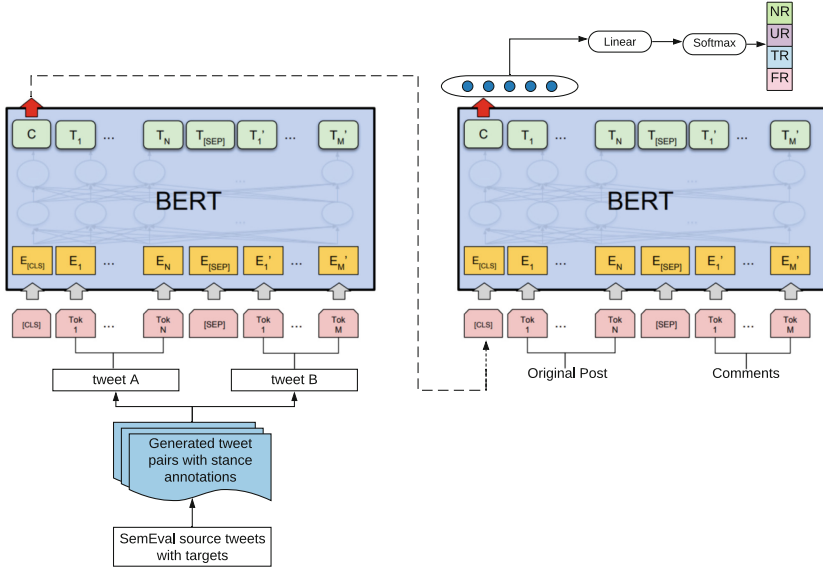 NR
UR
TR
FR
Linear
Softmax
C T1 ... TN T[SEP] T1' ... TM'
...
...
BERT
E[CLS] E1 ... EN E[SEP] E1' ... EM'
[CLS] Tok 1 ... Tok N [SEP] Tok 1 ... Tok M
tweet A
tweet B
Generated tweet
pairs with stance
annotations
SemEval source tweets
with targets
C T1 ... TN T[SEP] T1' ... TM'
...
...
BERT
E[CLS] E1 ... EN E[SEP] E1' ... EM'
[CLS] Tok 1 ... Tok N [SEP] Tok 1 ... Tok M
Original Post
Comments